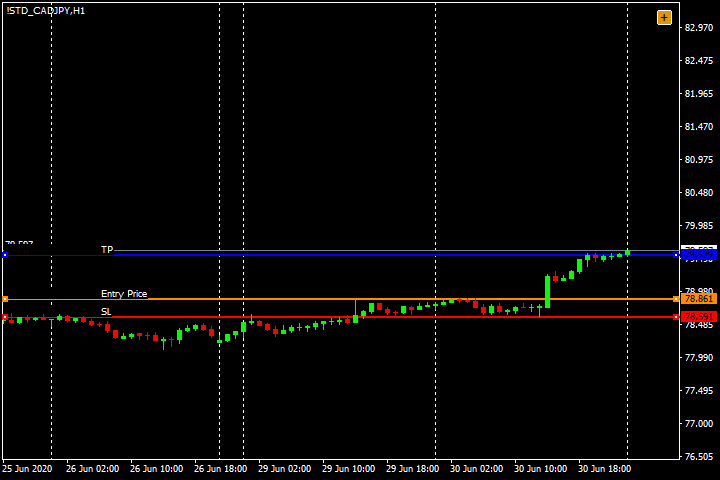 !STD_CADJPY,H1
82.970
82.475
81.965
81.470
80.975
80.480
79.985
TP
Entry Price
78.861
SL
78.591
78.485
77.990
77.495
77.000
76.505
25 Jun 2020
26 Jun 02:00
26 Jun 10:00
26 Jun 18:00
29 Jun 02:00
29 Jun 10:00
29 Jun 18:00
30 Jun 02:00
30 Jun 10:00
30 Jun 18:00